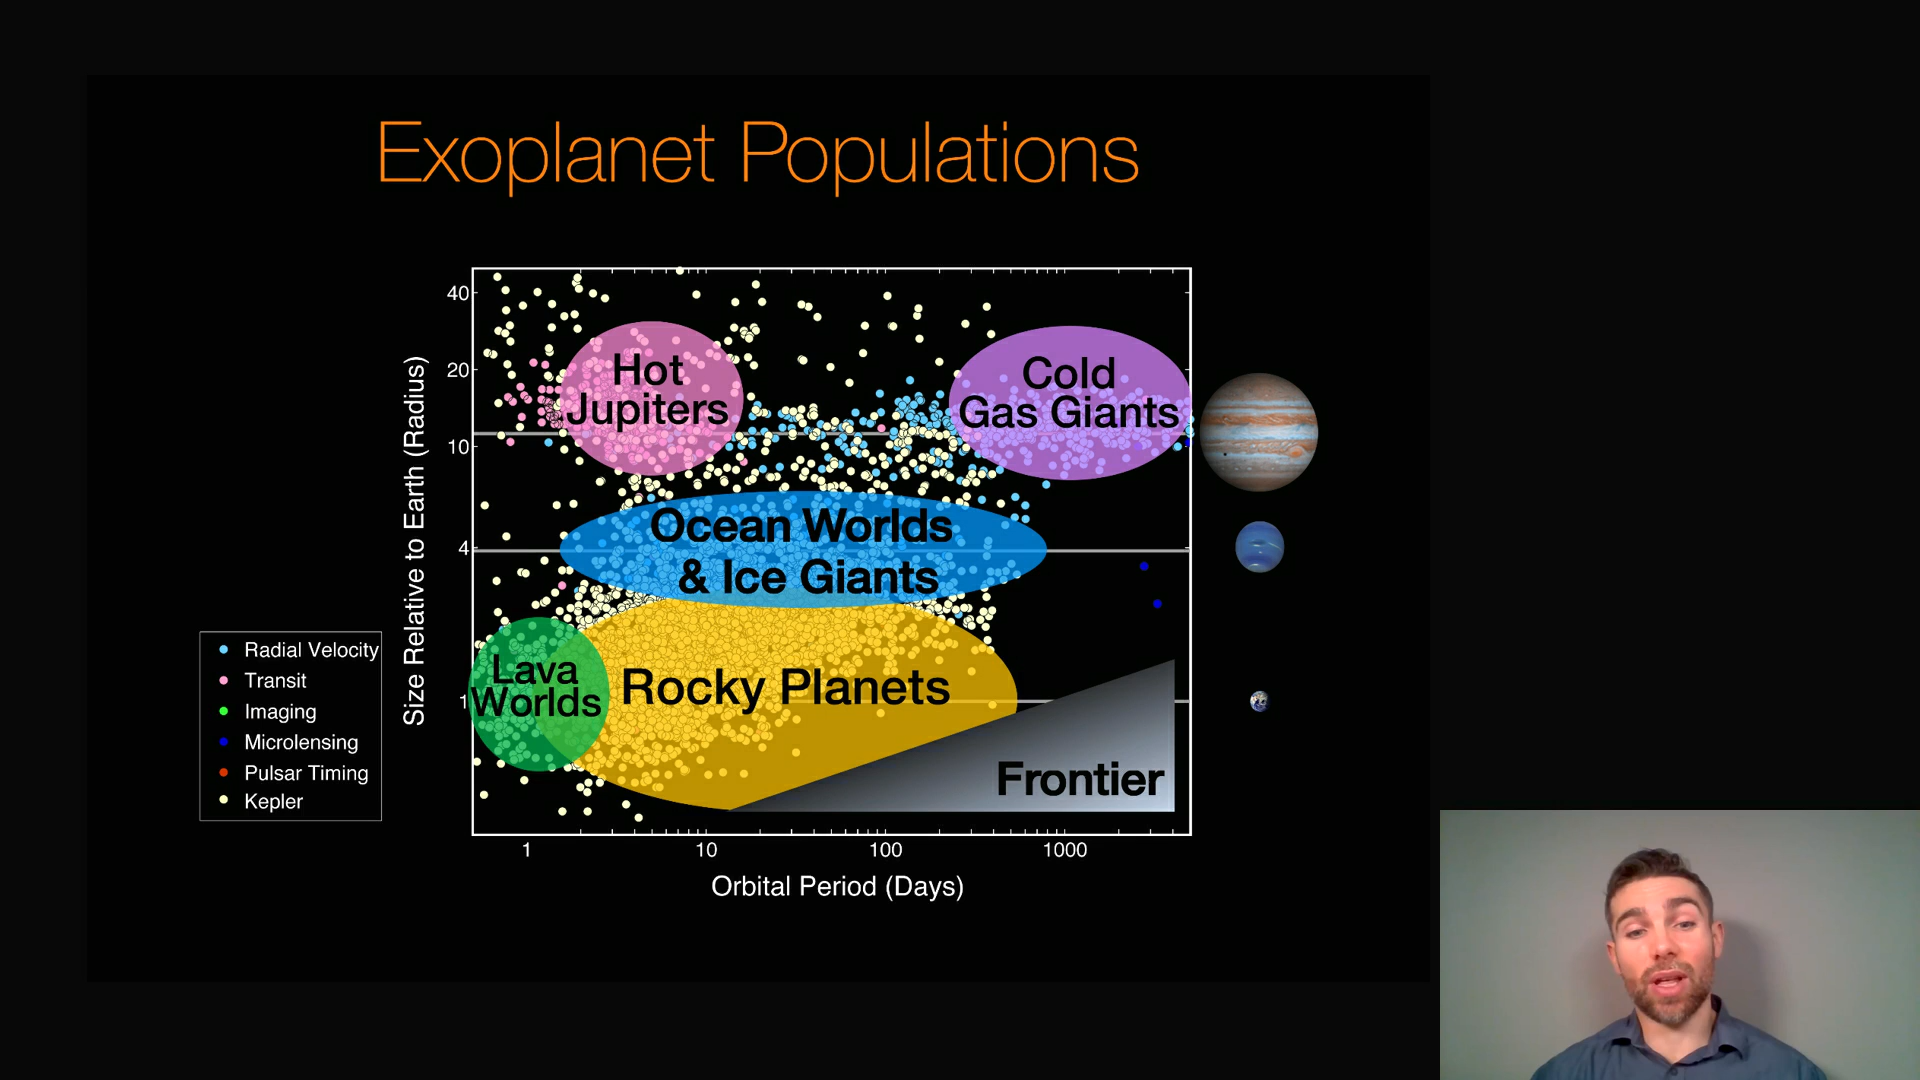 Exoplanet Populations
Size Relative to Earth (Radius)
40
20
10
4
1
Hot
Jupiters
Cold
Gas Giants
Ocean Worlds
& Ice Giants
Lava
Worlds
Rocky Planets
Frontier
Radial Velocity
Transit
Imaging
Microlensing
Pulsar Timing
Kepler
1 10 100 1000
Orbital Period (Days)